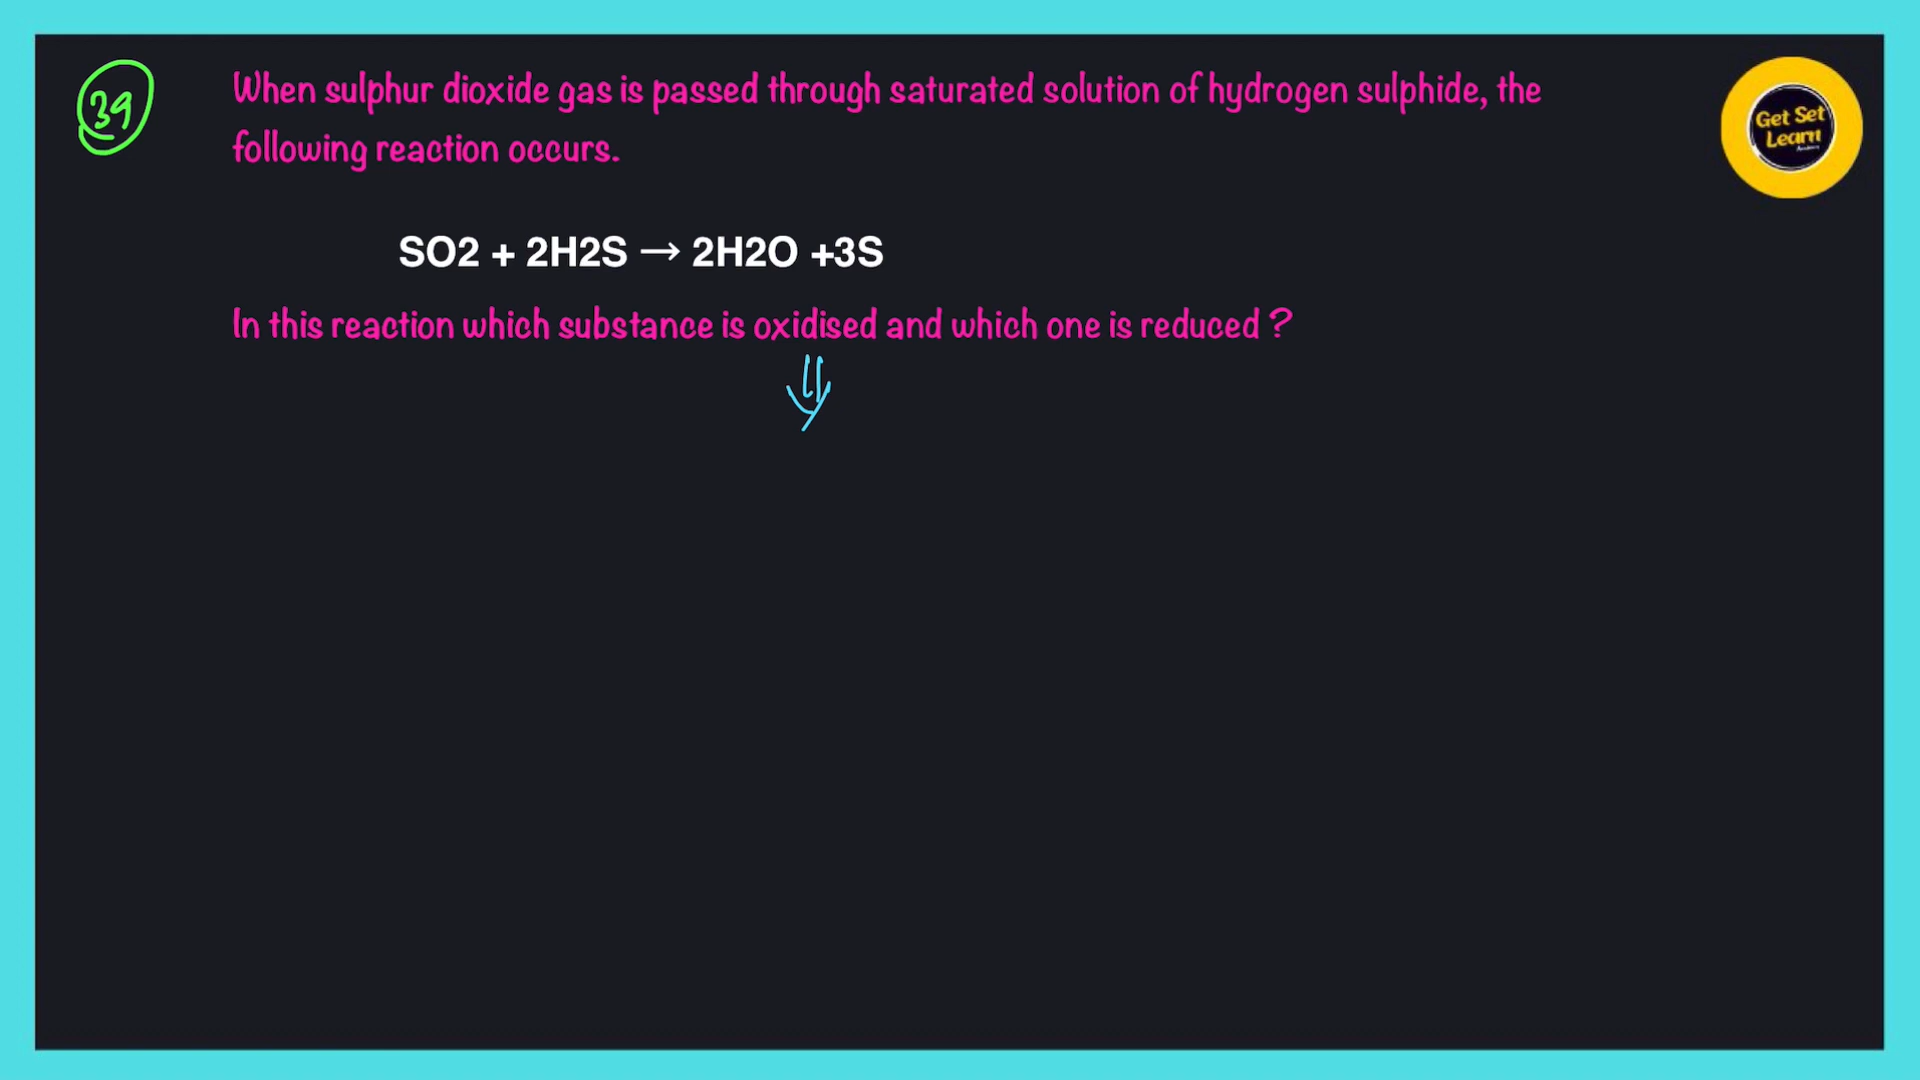 39
When sulphur dioxide gas is passed through saturated solution of hydrogen sulphide, the
following reaction occurs.
Get Set
Learn
SO2 + 2H2S → 2H2O +3S
In this reaction which substance is oxidised and which one is reduced ?